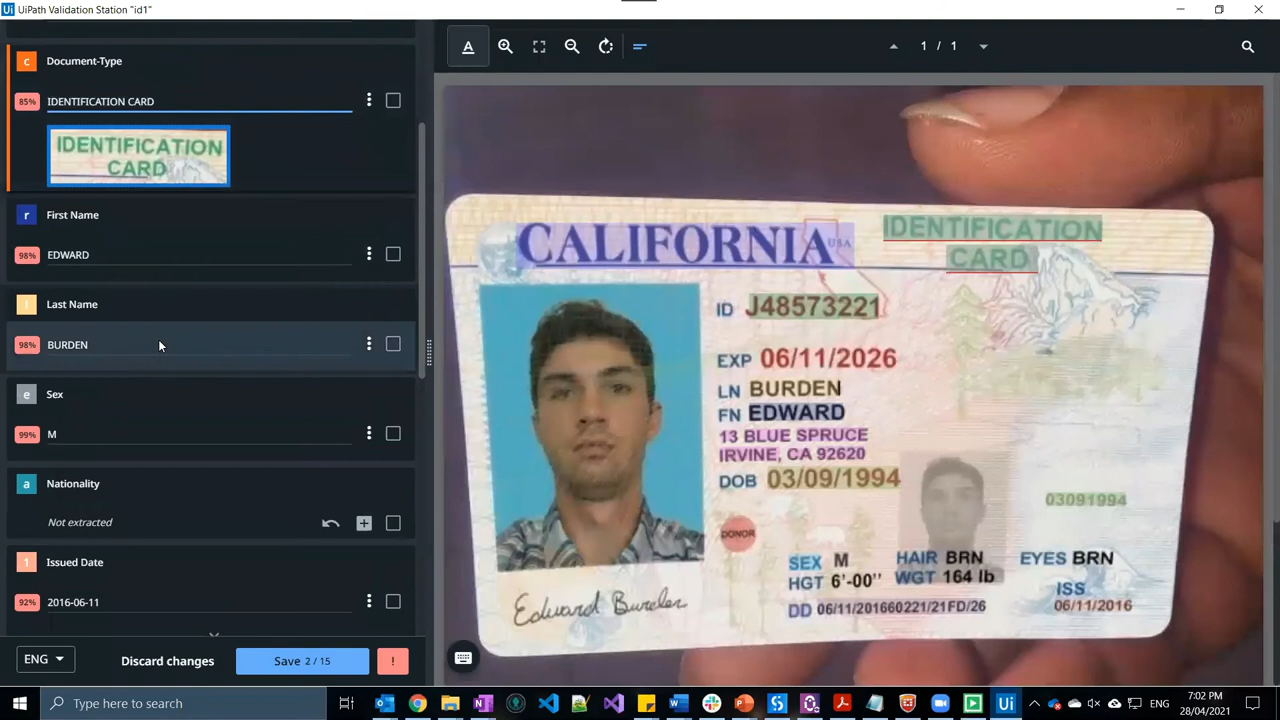 UiPath Validation Station "id1"
c Document-Type
85% IDENTIFICATION CARD
IDENTIFICATION
CARD
r First Name
98% EDWARD
l Last Name
98% BURDEN
e Sex
99% M
a Nationality
Not extracted
1 Issued Date
92% 2016-06-11
ENG
Discard changes
Save 2 / 15
!
A
1 / 1
CALIFORNIA USA
IDENTIFICATION
CARD
ID J48573221
EXP 06/11/2026
LN BURDEN
FN EDWARD
13 BLUE SPRUCE
IRVINE, CA 92620
DOB 03/09/1994
03091994
DONOR
SEX M HAIR BRN EYES BRN
HGT 6'-00" WGT 164 lb
ISS
06/11/2016
DD 06/11/201660221/21FD/26
Edward Burden
Type here to search
ENG
7:02 PM
28/04/2021